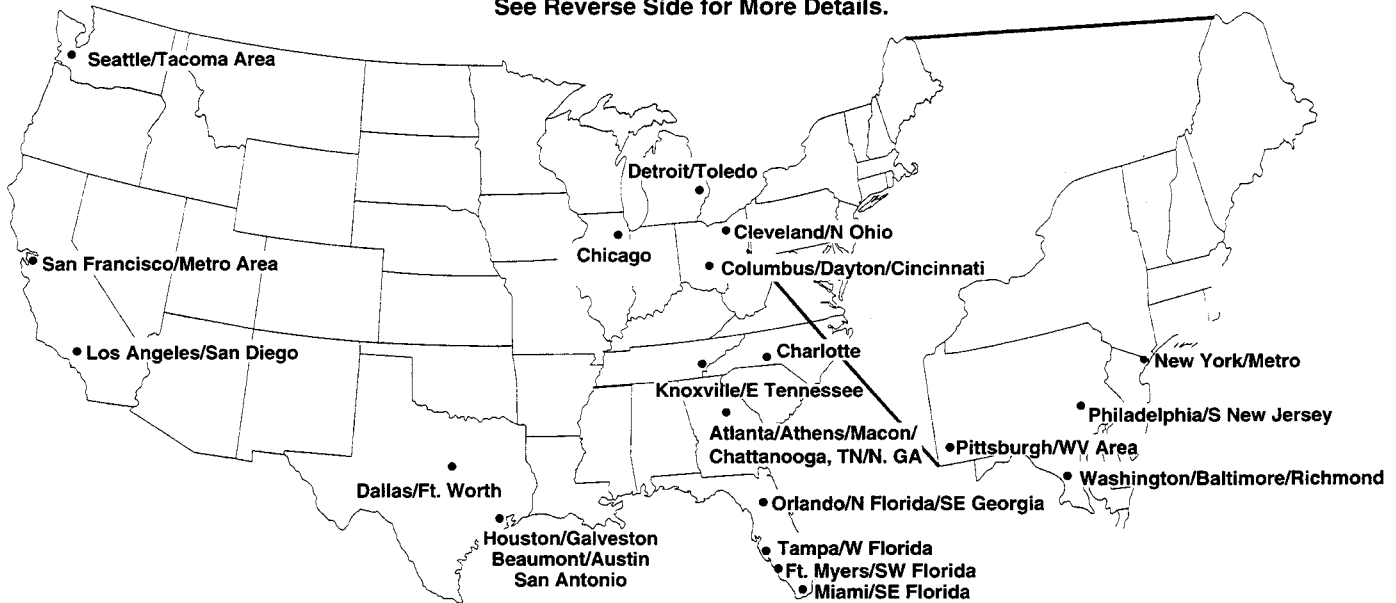 See Reverse Side for More Details.
Seattle/Tacoma Area
Detroit/Toledo
Cleveland/N Ohio
Chicago
Columbus/Dayton/Cincinnati
San Francisco/Metro Area
Los Angeles/San Diego
Charlotte
New York/Metro
Knoxville/E Tennessee
Philadelphia/S New Jersey
Atlanta/Athens/Macon/
Chattanooga, TN/N. GA
Pittsburgh/WV Area
Washington/Baltimore/Richmond
Dallas/Ft. Worth
Orlando/N Florida/SE Georgia
Houston/Galveston
Beaumont/Austin
San Antonio
Tampa/W Florida
Ft. Myers/SW Florida
Miami/SE Florida